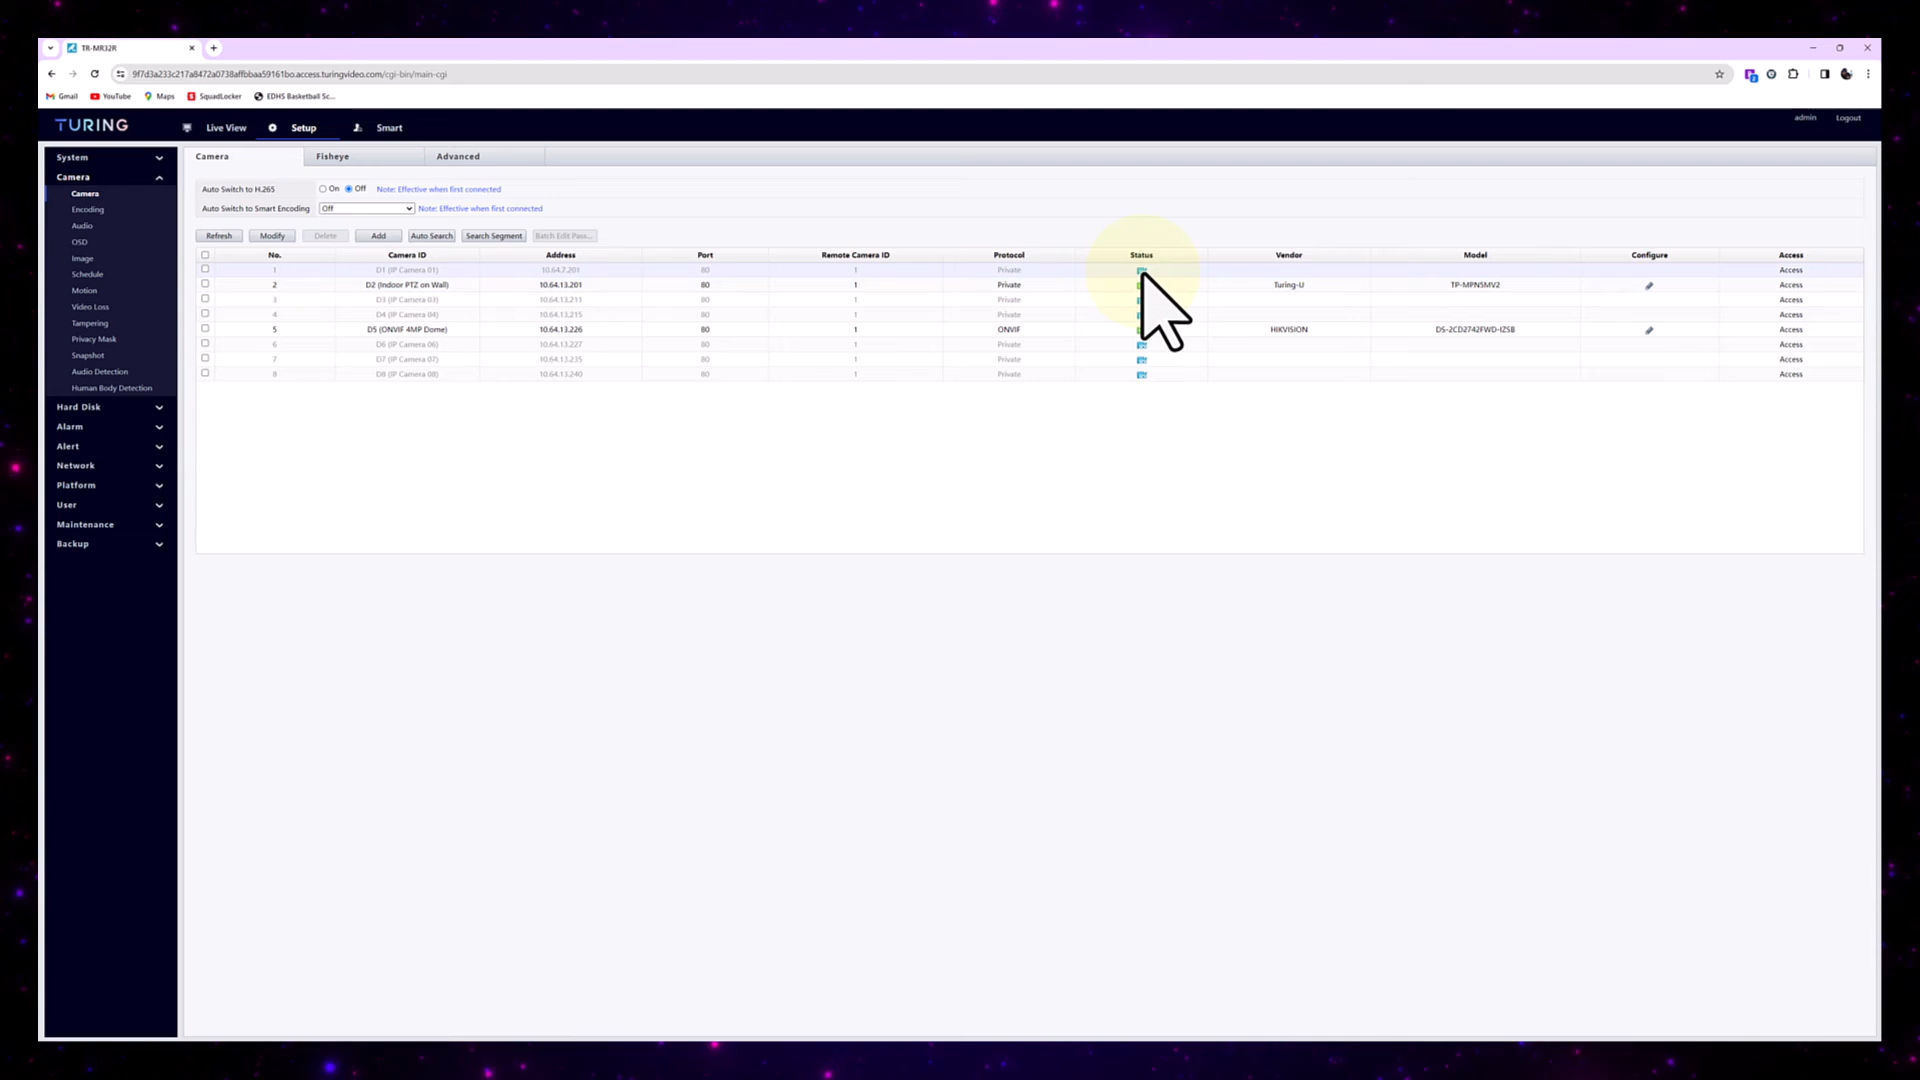 TR-MR32R
9f7d3a233c217a8472a0738affbbaa59161bo.access.turingvideo.com/cgi-bin/main-cgi
Gmail YouTube Maps SquadLocker EDHS Basketball Sc...
TURING Live View Setup Smart admin Logout
System
Camera
Camera
Encoding
Audio
OSD
Image
Schedule
Motion
Video Loss
Tampering
Privacy Mask
Snapshot
Audio Detection
Human Body Detection
Hard Disk
Alarm
Alert
Network
Platform
User
Maintenance
Backup
Camera Fisheye Advanced
Auto Switch to H.265 On Off Note: Effective when first connected
Auto Switch to Smart Encoding Off Note: Effective when first connected
Refresh Modify Delete Add Auto Search Search Segment Batch Edit Pass...
No. Camera ID Address Port Remote Camera ID Protocol Status Vendor Model Configure Access
1 D1 (IP Camera 01) 10.64.7.201 80 1 Private Access
2 D2 (Indoor PTZ on Wall) 10.64.13.201 80 1 Private Turing-U TP-MPN5MV2 Access
3 D3 (IP Camera 03) 10.64.13.211 80 1 Private Access
4 D4 (IP Camera 04) 10.64.13.215 80 1 Private Access
5 D5 (ONVIF 4MP Dome) 10.64.13.226 80 1 ONVIF HIKVISION DS-2CD2742FWD-IZSB Access
6 D6 (IP Camera 06) 10.64.13.227 80 1 Private Access
7 D7 (IP Camera 07) 10.64.13.235 80 1 Private Access
8 D8 (IP Camera 08) 10.64.13.240 80 1 Private Access